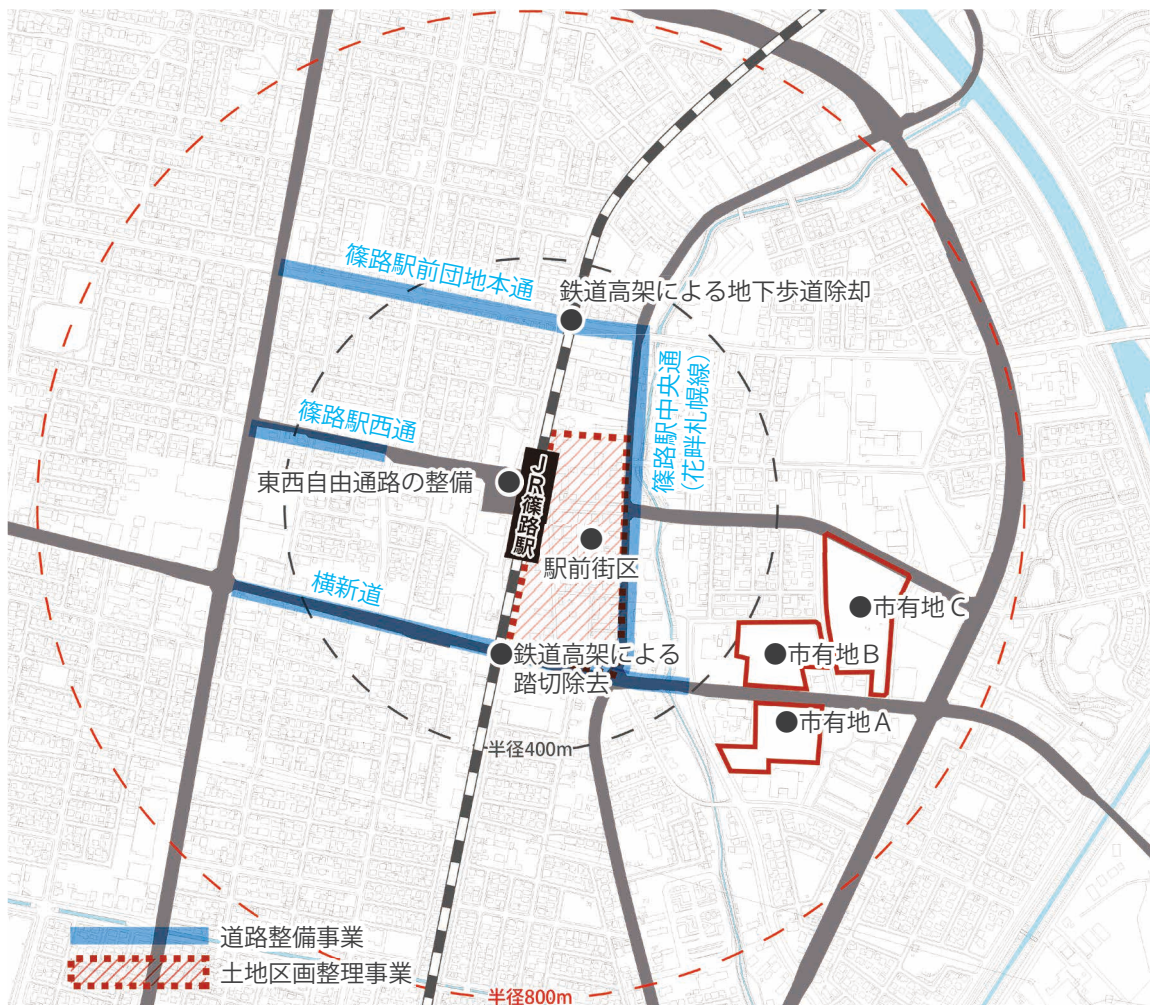 篠路駅前団地本通
鉄道高架による地下歩道除却
篠路駅中央通
(花畔札幌線)
篠路駅西通
東西自由通路の整備
JR篠路駅
駅前街区
横新道
鉄道高架による
踏切除去
市有地C
市有地B
市有地A
半径400m
道路整備事業
土地区画整理事業
半径800m